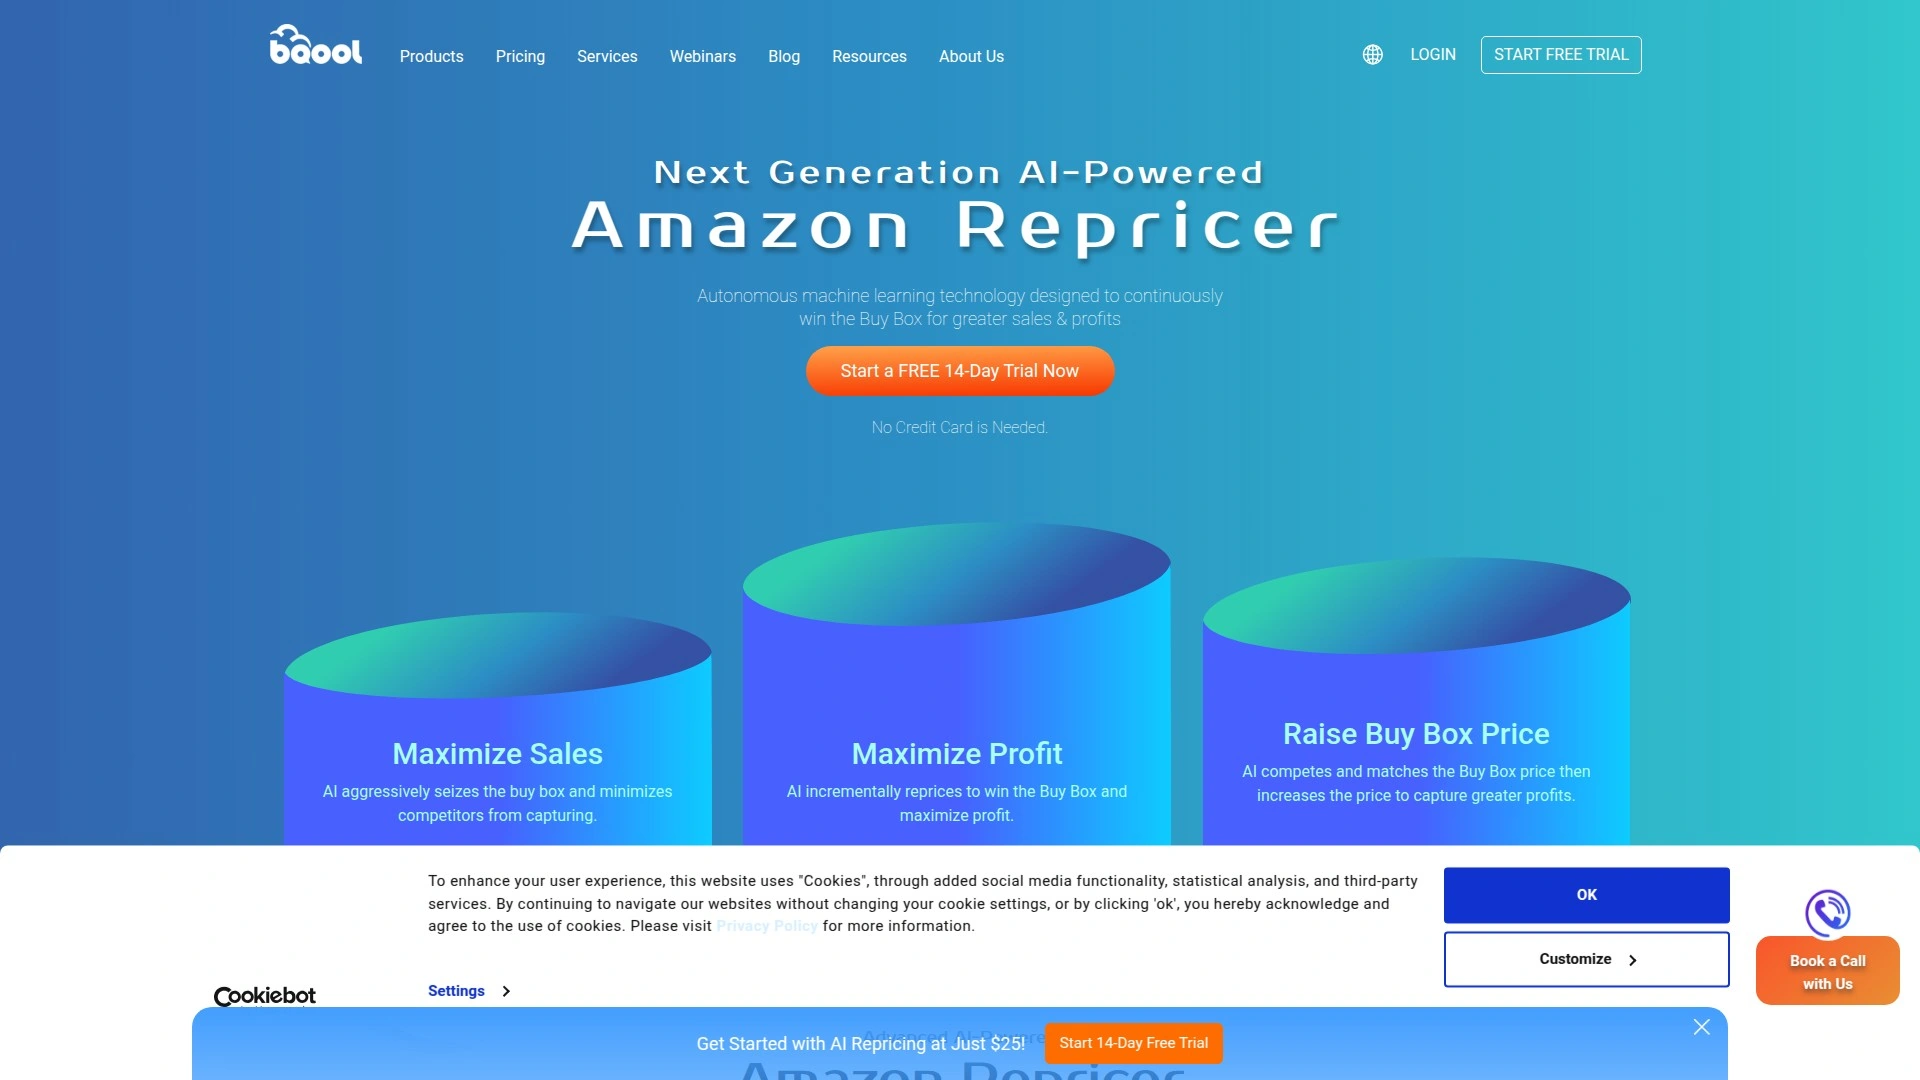 bqool
Products
Pricing
Services
Webinars
Blog
Resources
About Us
LOGIN
START FREE TRIAL
Next Generation AI-Powered
Amazon Repricer
Autonomous machine learning technology designed to continuously
win the Buy Box for greater sales & profits
Start a FREE 14-Day Trial Now
No Credit Card is Needed.
Maximize Sales
AI aggressively seizes the buy box and minimizes
competitors from capturing.
Maximize Profit
AI incrementally reprices to win the Buy Box and
maximize profit.
Raise Buy Box Price
AI competes and matches the Buy Box price then
increases the price to capture greater profits.
To enhance your user experience, this website uses "Cookies", through added social media functionality, statistical analysis, and third-party
services. By continuing to navigate our websites without changing your cookie settings, or by clicking 'ok', you hereby acknowledge and
agree to the use of cookies. Please visit Privacy Policy for more information.
OK
Customize
Settings
Cookiebot
Book a Call
with Us
Get Started with AI Repricing at Just $25!
Start 14-Day Free Trial
Amazon Repricer